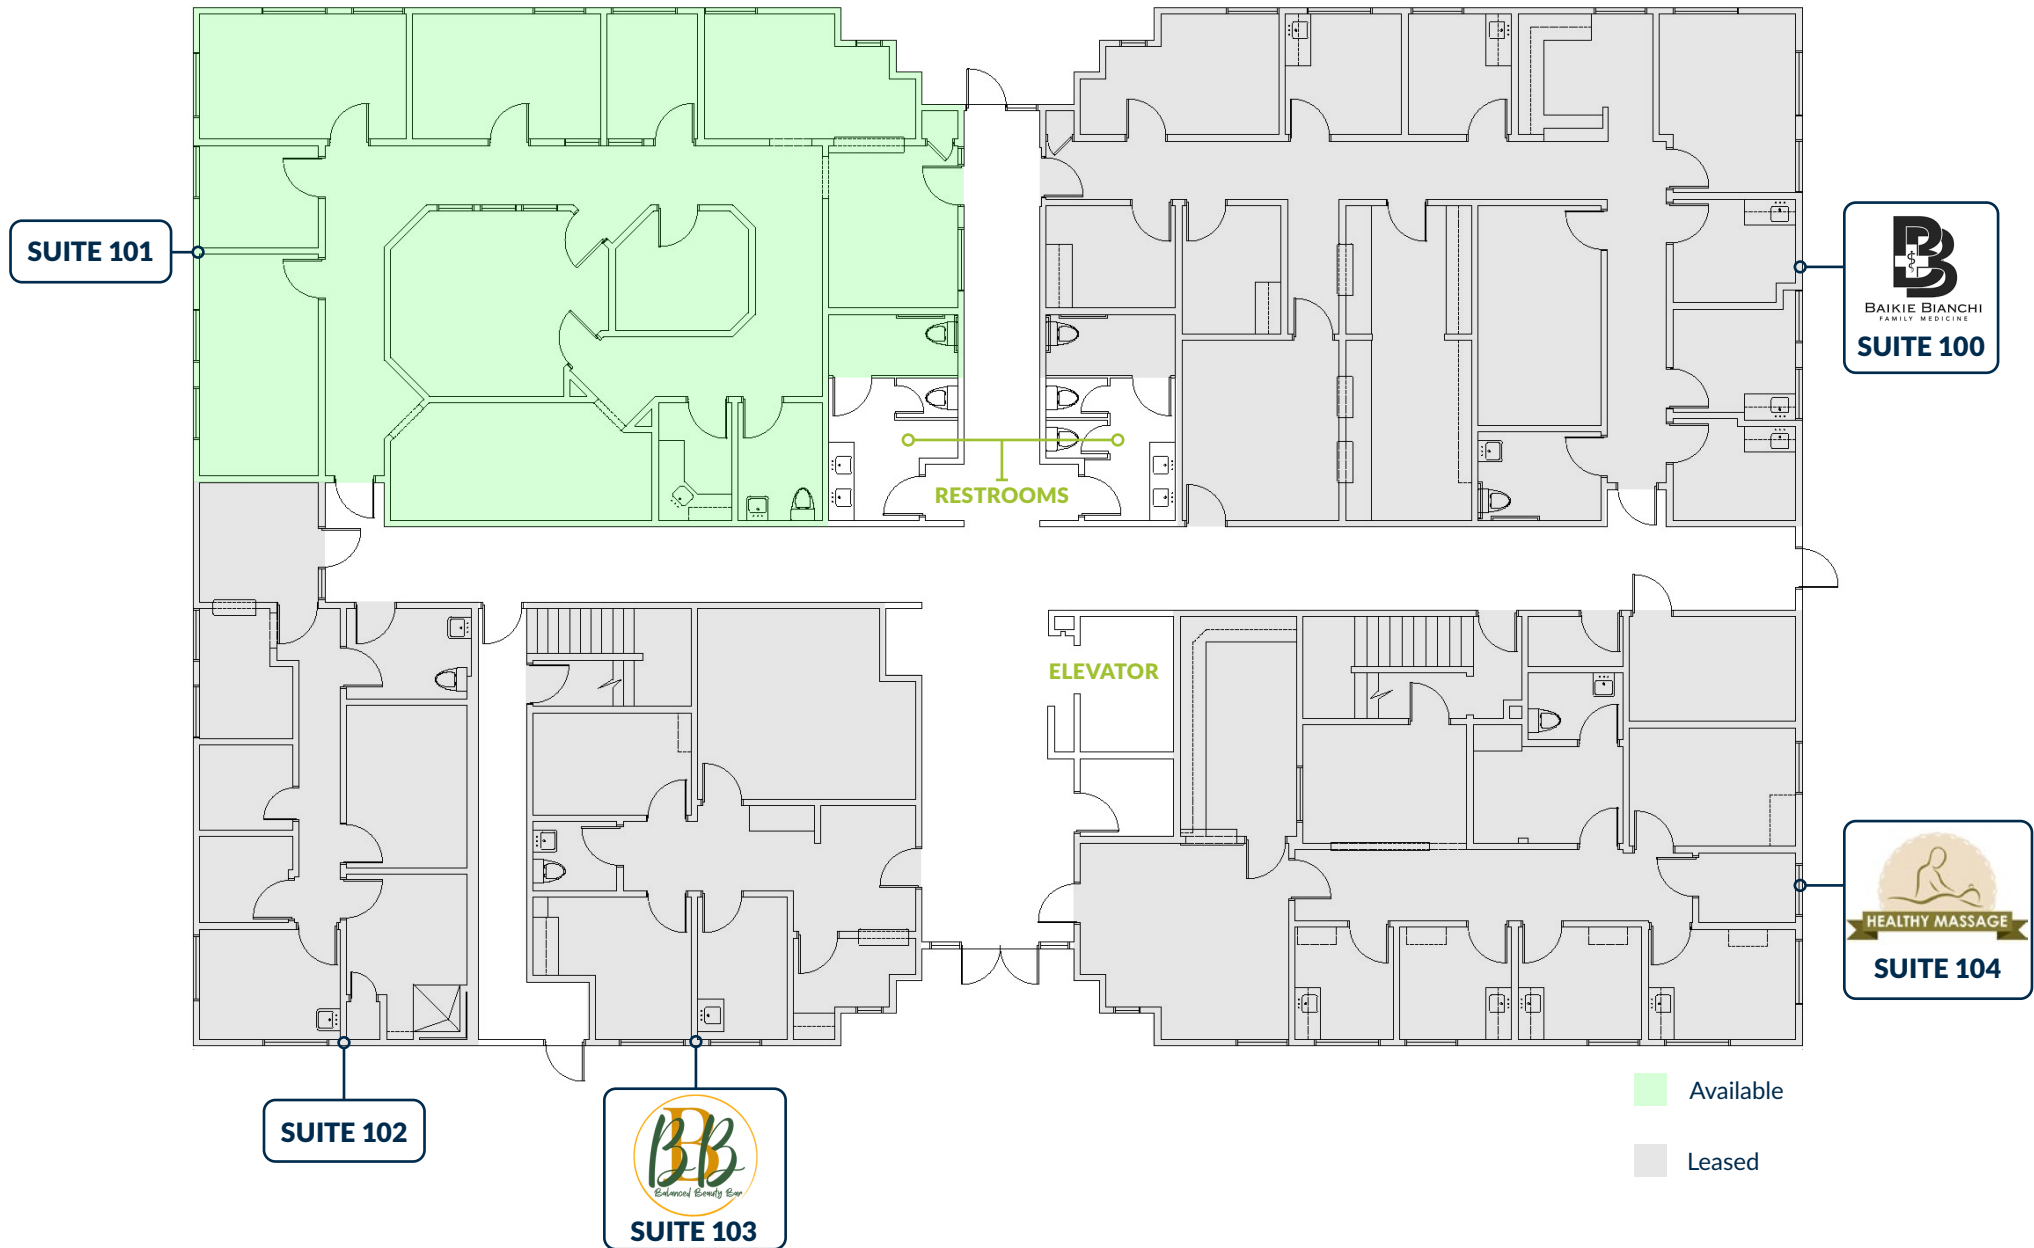 SUITE 101
BAIKIE BIANCHI
FAMILY MEDICINE
SUITE 100
RESTROOMS
ELEVATOR
HEALTHY MASSAGE
SUITE 104
SUITE 102
BBB
Balanced Beauty Bar
SUITE 103
Available
Leased